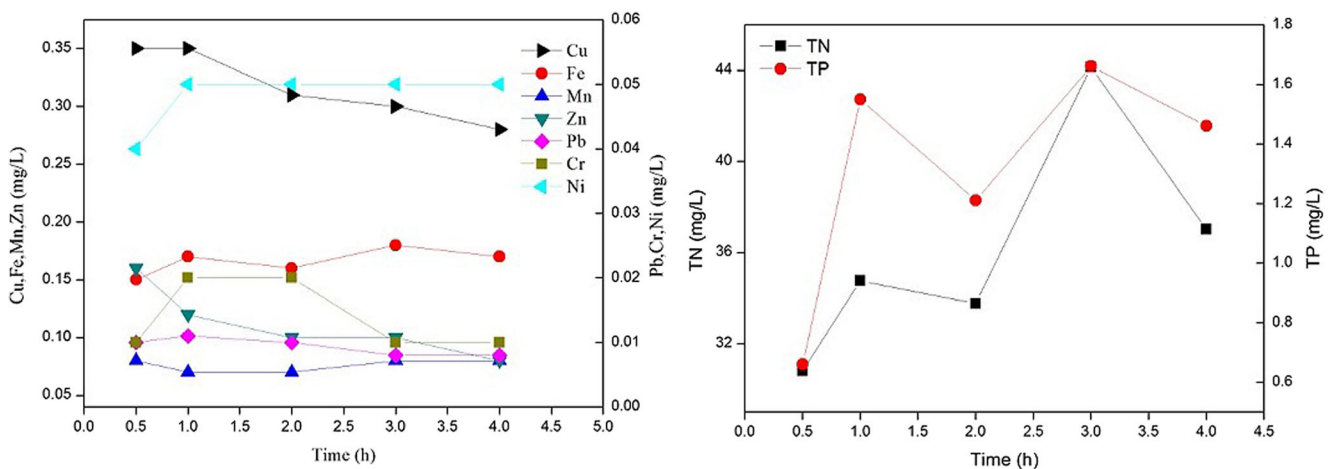 0.35
0.30
0.25
0.20
0.15
0.10
0.05
Cu,Fe,Mn,Zn (mg/L)
0.0 0.5 1.0 1.5 2.0 2.5 3.0 3.5 4.0 4.5 5.0
Time (h)
0.06
0.05
0.04
0.03
0.02
0.01
0.00
Pb,Cr,Ni (mg/L)
Cu
Fe
Mn
Zn
Pb
Cr
Ni
44
40
36
32
TN (mg/L)
TN
TP
0.0 0.5 1.0 1.5 2.0 2.5 3.0 3.5 4.0 4.5
Time (h)
1.8
1.6
1.4
1.2
1.0
0.8
0.6
TP (mg/L)